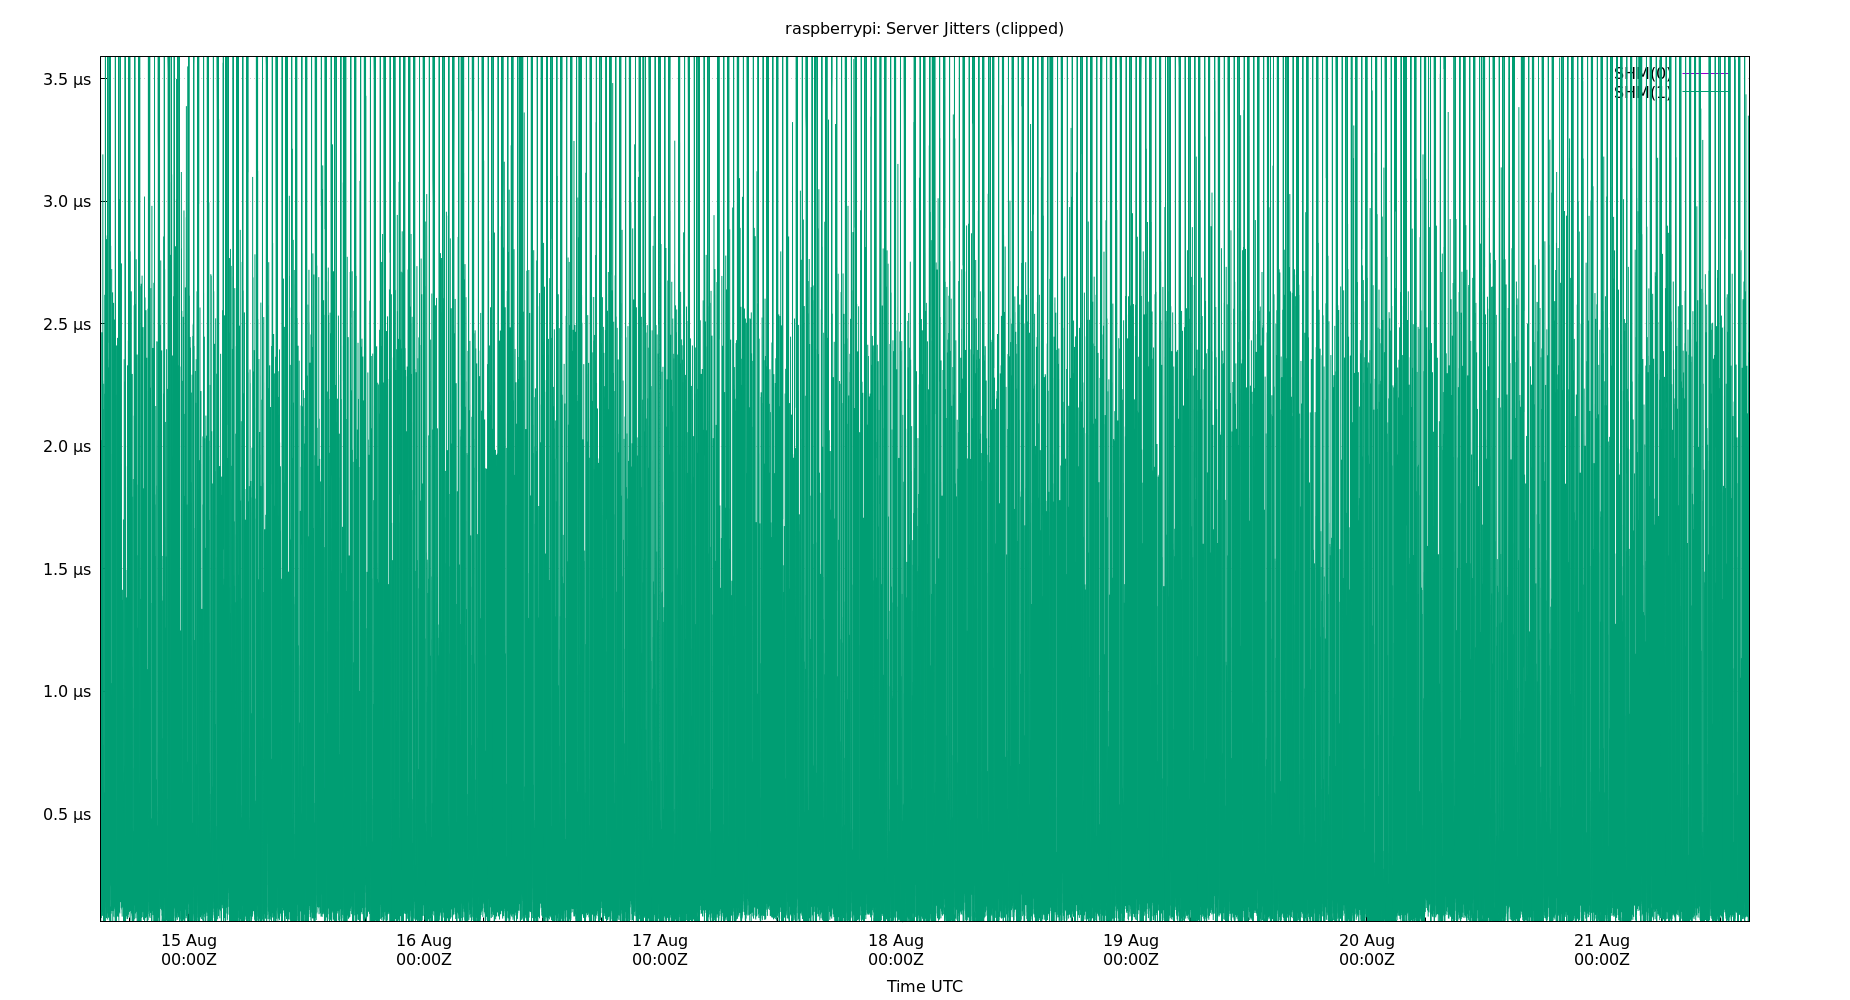 raspberrypi: Server Jitters (clipped)
3.5 µs
SHM(0)
SHM(1)
3.0 µs
2.5 µs
2.0 µs
1.5 µs
1.0 µs
0.5 µs
15 Aug 16 Aug 17 Aug 18 Aug 19 Aug 20 Aug 21 Aug
00:00Z 00:00Z 00:00Z 00:00Z 00:00Z 00:00Z 00:00Z
Time UTC